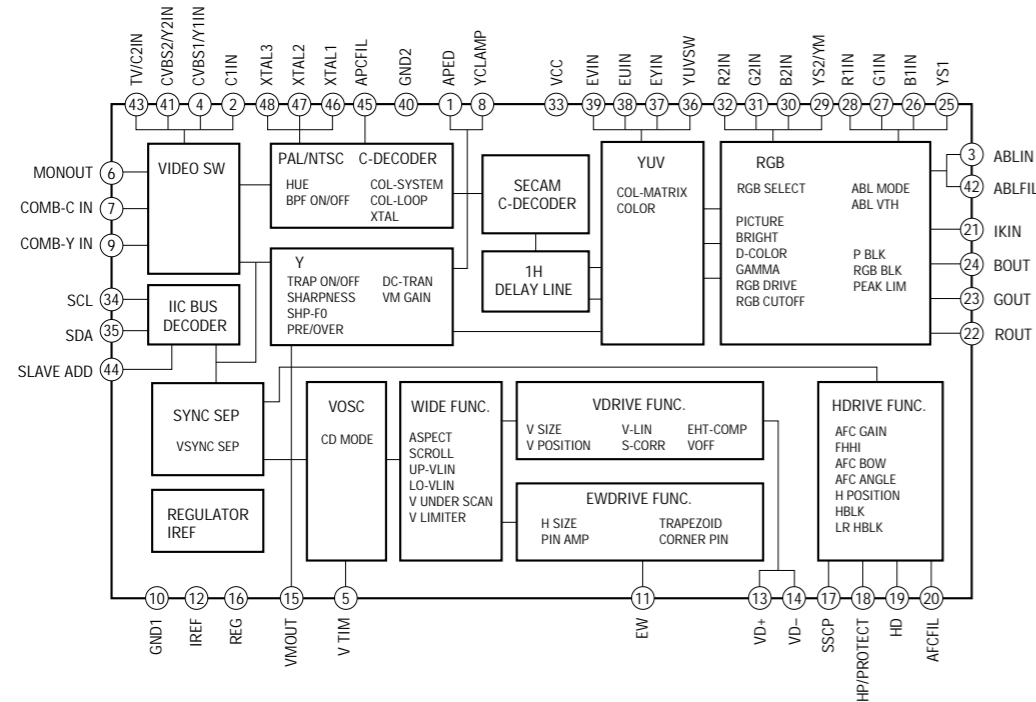 TV/C2IN
CVBS2/Y2IN
CVBS1/Y1IN
C1IN
XTAL3
XTAL2
XTAL1
APCFIL
GND2
APED
YCLAMP
VCC
EVIN
EUIN
EYIN
YUVSW
R2IN
G2IN
B2IN
YS2/YM
R1IN
G1IN
B1IN
YS1
43
41
4
2
48
47
46
45
40
1
8
33
39
38
37
36
32
31
30
29
28
27
26
25
MONOUT
6
COMB-C IN
7
COMB-Y IN
9
SCL
34
SDA
35
SLAVE ADD
44
VIDEO SW
PAL/NTSC C-DECODER
HUE
BPF ON/OFF
COL-SYSTEM
COL-LOOP
XTAL
SECAM
C-DECODER
YUV
COL-MATRIX
COLOR
RGB
RGB SELECT
PICTURE
BRIGHT
D-COLOR
GAMMA
RGB DRIVE
RGB CUTOFF
ABL MODE
ABL VTH
P BLK
RGB BLK
PEAK LIM
3
ABLIN
42
ABLFIL
21
IKIN
24
BOUT
23
GOUT
22
ROUT
Y
TRAP ON/OFF
SHARPNESS
SHP-F0
PRE/OVER
DC-TRAN
VM GAIN
1H
DELAY LINE
IIC BUS
DECODER
SYNC SEP
VSYNC SEP
REGULATOR
IREF
VOSC
CD MODE
WIDE FUNC.
ASPECT
SCROLL
UP-VLIN
LO-VLIN
V UNDER SCAN
V LIMITER
VDRIVE FUNC.
V SIZE
V POSITION
V-LIN
S-CORR
EHT-COMP
VOFF
EWDRIVE FUNC.
H SIZE
PIN AMP
TRAPEZOID
CORNER PIN
HDRIVE FUNC.
AFC GAIN
FHHI
AFC BOW
AFC ANGLE
H POSITION
HBLK
LR HBLK
10
12
16
15
5
11
13
14
17
18
19
20
GND1
IREF
REG
VMOUT
V TIM
EW
VD+
VD−
SSCP
HP/PROTECT
HD
AFCFIL